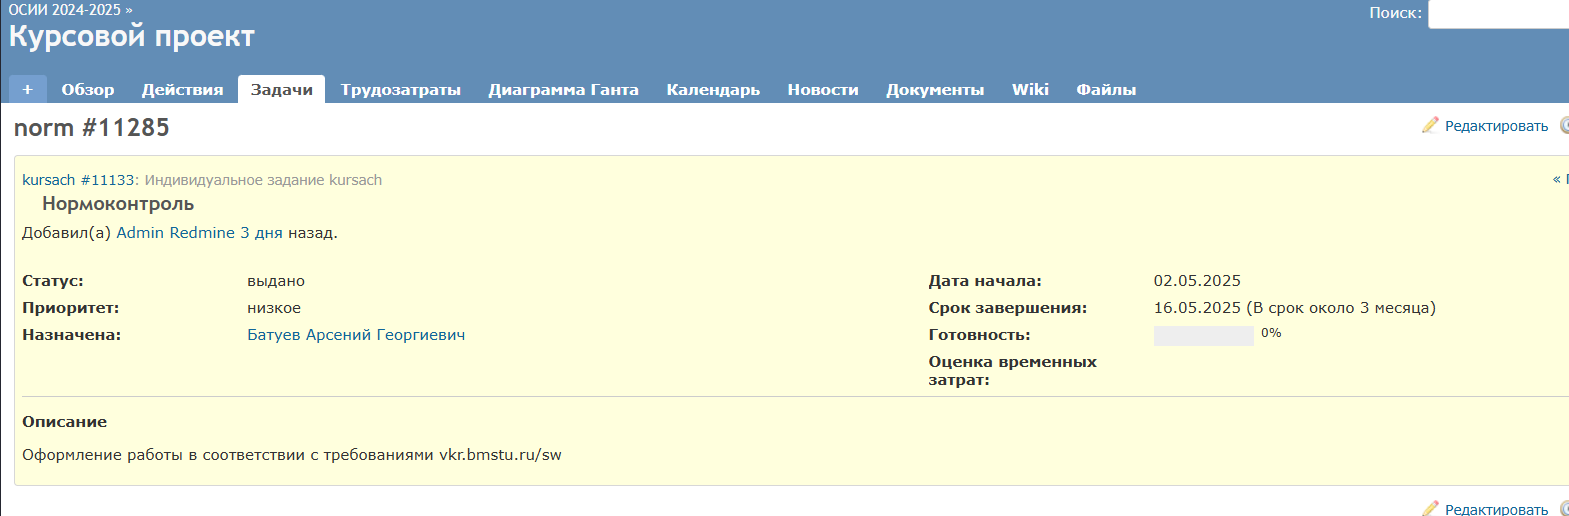 ОСИИ 2024-2025 »
Поиск:
Курсовой проект
+ Обзор Действия Задачи Трудозатраты Диаграмма Ганта Календарь Новости Документы Wiki Файлы
norm #11285
Редактировать
kursach #11133: Индивидуальное задание kursach
«
Нормоконтроль
Добавил(а) Admin Redmine 3 дня назад.
Статус: выдано Дата начала: 02.05.2025
Приоритет: низкое Срок завершения: 16.05.2025 (В срок около 3 месяца)
Назначена: Батуев Арсений Георгиевич Готовность: 0%
Оценка временных
затрат:
Описание
Оформление работы в соответствии с требованиями vkr.bmstu.ru/sw
Редактировать